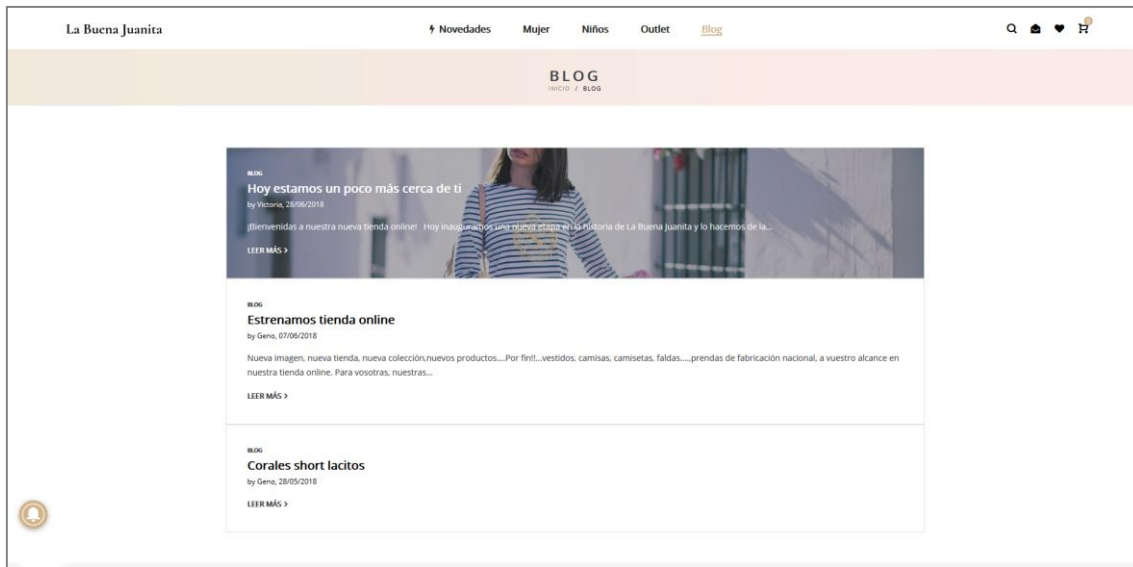 La Buena Juanita
Novedades Mujer Niños Outlet Blog
0
BLOG
INICIO / BLOG
BLOG
Hoy estamos un poco más cerca de ti
by Victoria, 28/06/2018
¡Bienvenidas a nuestra nueva tienda online! Hoy inauguramos una nueva etapa en la historia de La Buena Juanita y lo hacemos de la...
LEER MÁS >
BLOG
Estrenamos tienda online
by Geno, 07/06/2018
Nueva imagen, nueva tienda, nueva colección,nuevos productos....Por fin!!...vestidos, camisas, camisetas, faldas....,prendas de fabricación nacional, a vuestro alcance en
nuestra tienda online. Para vosotras, nuestras...
LEER MÁS >
BLOG
Corales short lacitos
by Geno, 28/05/2018
LEER MÁS >